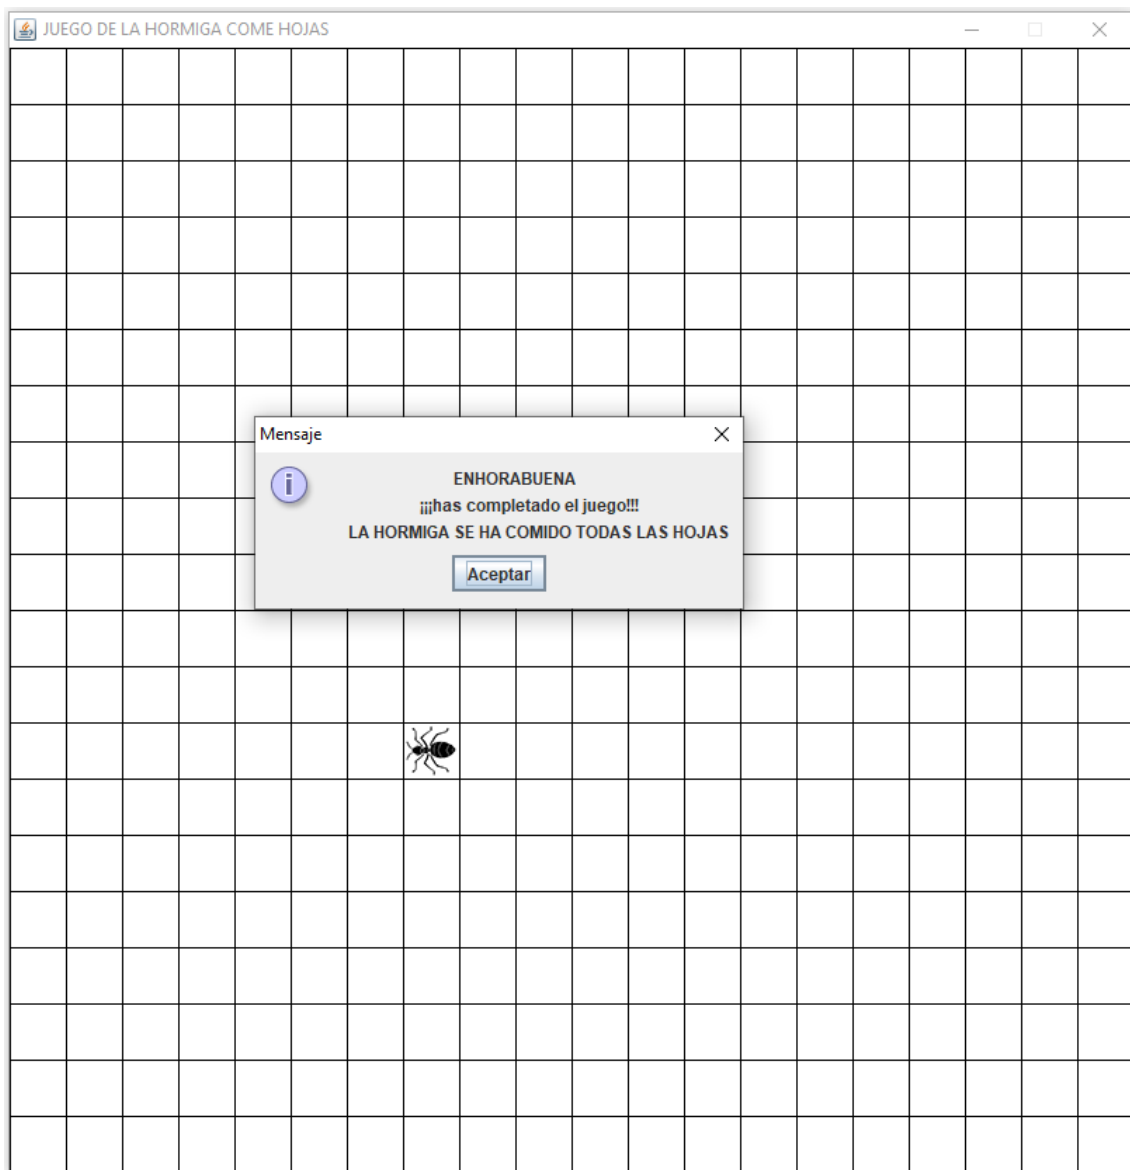 JUEGO DE LA HORMIGA COME HOJAS
Mensaje
ENHORABUENA
¡¡¡has completado el juego!!!
LA HORMIGA SE HA COMIDO TODAS LAS HOJAS
Aceptar